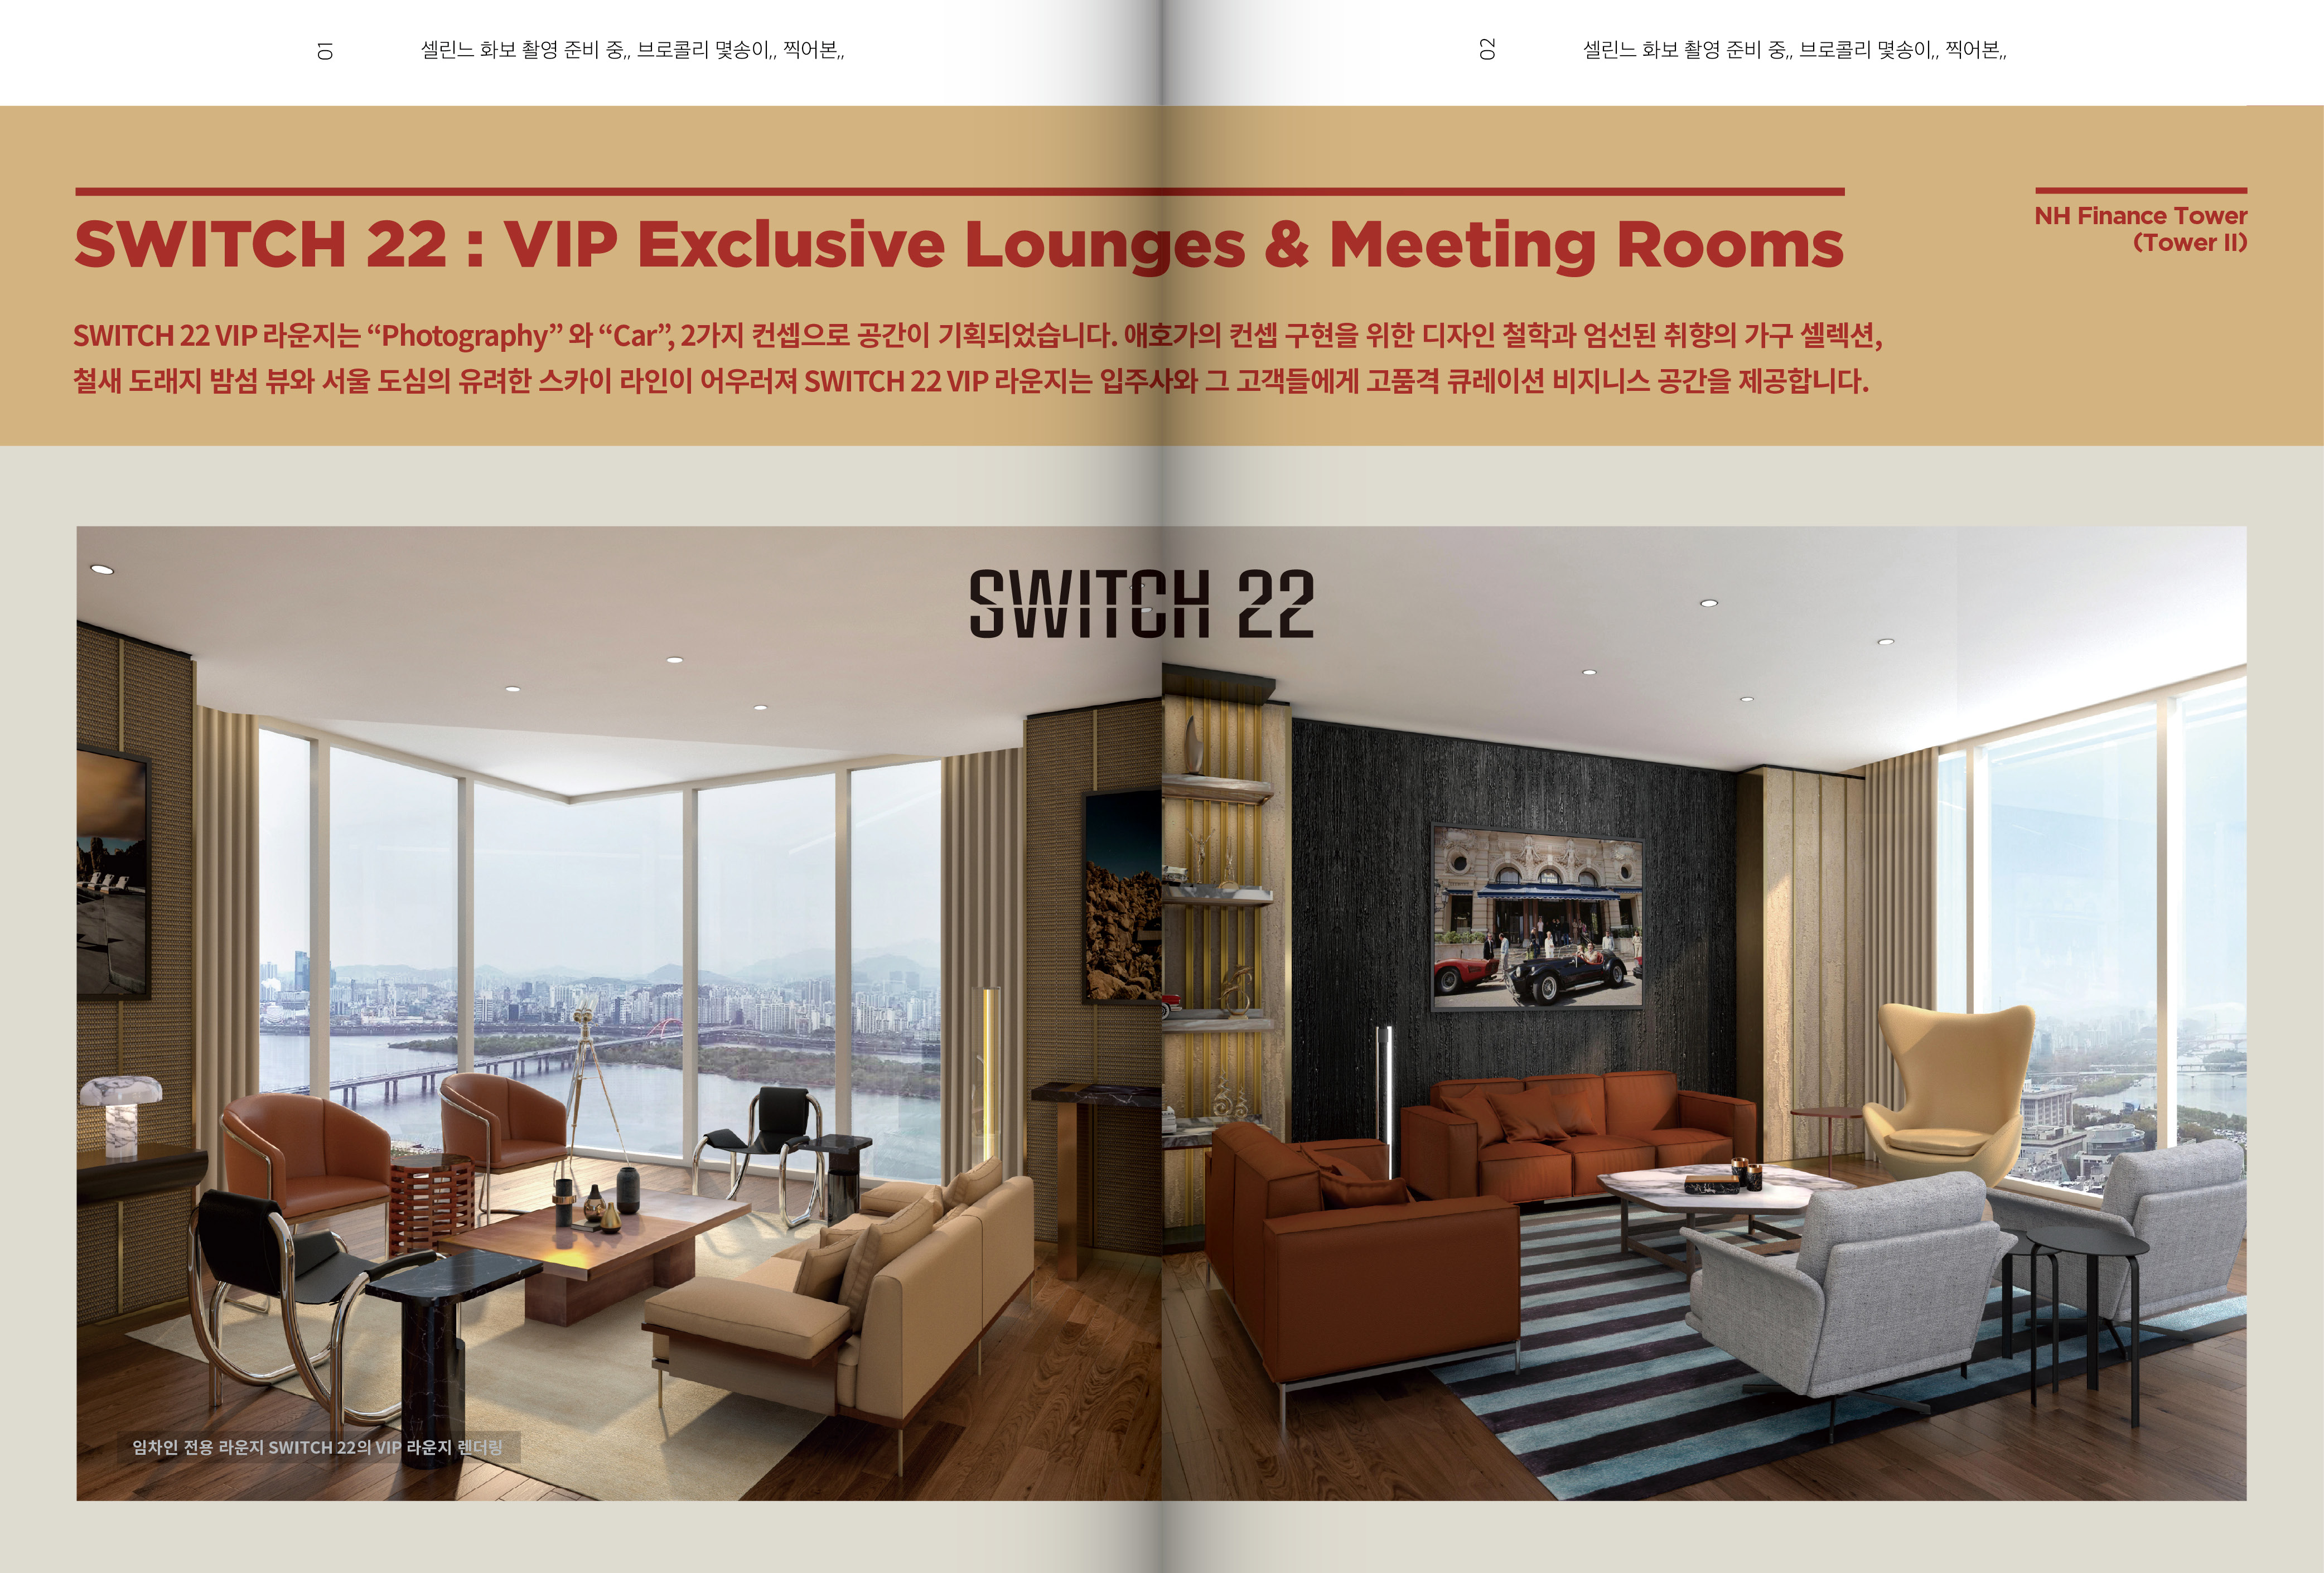 01
셀린느 화보 촬영 준비 중,, 브로콜리 몇송이,, 찍어본,,
02
셀린느 화보 촬영 준비 중,, 브로콜리 몇송이,, 찍어본,,
SWITCH 22 : VIP Exclusive Lounges & Meeting Rooms
NH Finance Tower
(Tower II)
SWITCH 22 VIP 라운지는 “Photography” 와 “Car”, 2가지 컨셉으로 공간이 기획되었습니다. 애호가의 컨셉 구현을 위한 디자인 철학과 엄선된 취향의 가구 셀렉션,
철새 도래지 밤섬 뷰와 서울 도심의 유려한 스카이 라인이 어우러져 SWITCH 22 VIP 라운지는 입주사와 그 고객들에게 고품격 큐레이션 비지니스 공간을 제공합니다.
SWITCH 22
임차인 전용 라운지 SWITCH 22의 VIP 라운지 렌더링